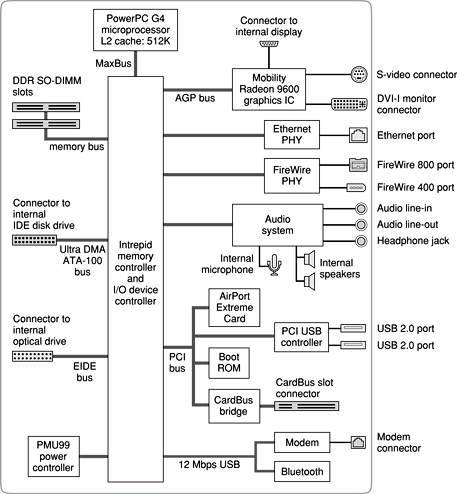 PowerPC G4
microprocessor
L2 cache: 512K
Connector to
internal display
MaxBus
DDR SO-DIMM
slots
AGP bus
Mobility
Radeon 9600
graphics IC
S-video connector
DVI-I monitor
connector
memory bus
Ethernet
PHY
Ethernet port
FireWire
PHY
FireWire 800 port
FireWire 400 port
Connector to
internal
IDE disk drive
Audio
system
Audio line-in
Audio line-out
Headphone jack
Ultra DMA
ATA-100
bus
Intrepid
memory
controller
and
I/O device
controller
Internal
microphone
Internal
speakers
AirPort
Extreme
Card
Connector to
internal
optical drive
PCI USB
controller
USB 2.0 port
USB 2.0 port
PCI
bus
EIDE
bus
Boot
ROM
CardBus
bridge
CardBus slot
connector
PMU99
power
controller
12 Mbps USB
Modem
Modem
connector
Bluetooth